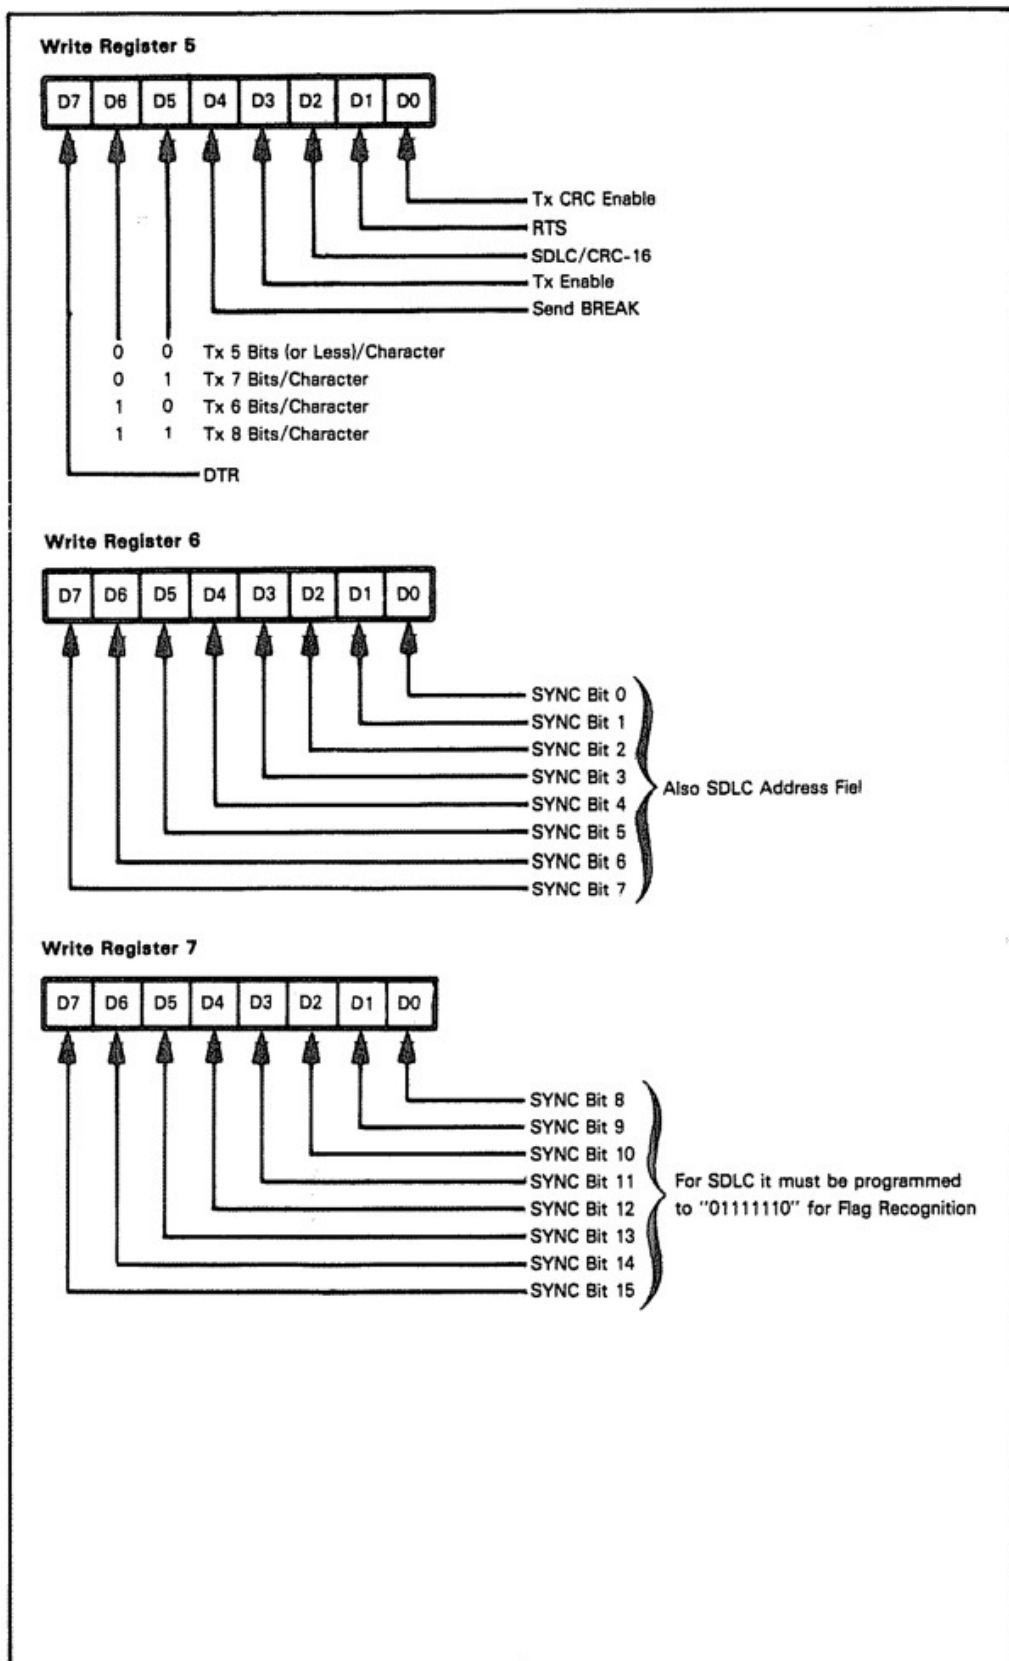 Write Register 5
D7 D6 D5 D4 D3 D2 D1 D0
Tx CRC Enable
RTS
SDLC/CRC-16
Tx Enable
Send BREAK
0 0 Tx 5 Bits (or Less)/Character
0 1 Tx 7 Bits/Character
1 0 Tx 6 Bits/Character
1 1 Tx 8 Bits/Character
DTR
Write Register 6
D7 D6 D5 D4 D3 D2 D1 D0
SYNC Bit 0
SYNC Bit 1
SYNC Bit 2
SYNC Bit 3
SYNC Bit 4
SYNC Bit 5
SYNC Bit 6
SYNC Bit 7
Also SDLC Address Fiel
Write Register 7
D7 D6 D5 D4 D3 D2 D1 D0
SYNC Bit 8
SYNC Bit 9
SYNC Bit 10
SYNC Bit 11
SYNC Bit 12
SYNC Bit 13
SYNC Bit 14
SYNC Bit 15
For SDLC it must be programmed
to "01111110" for Flag Recognition